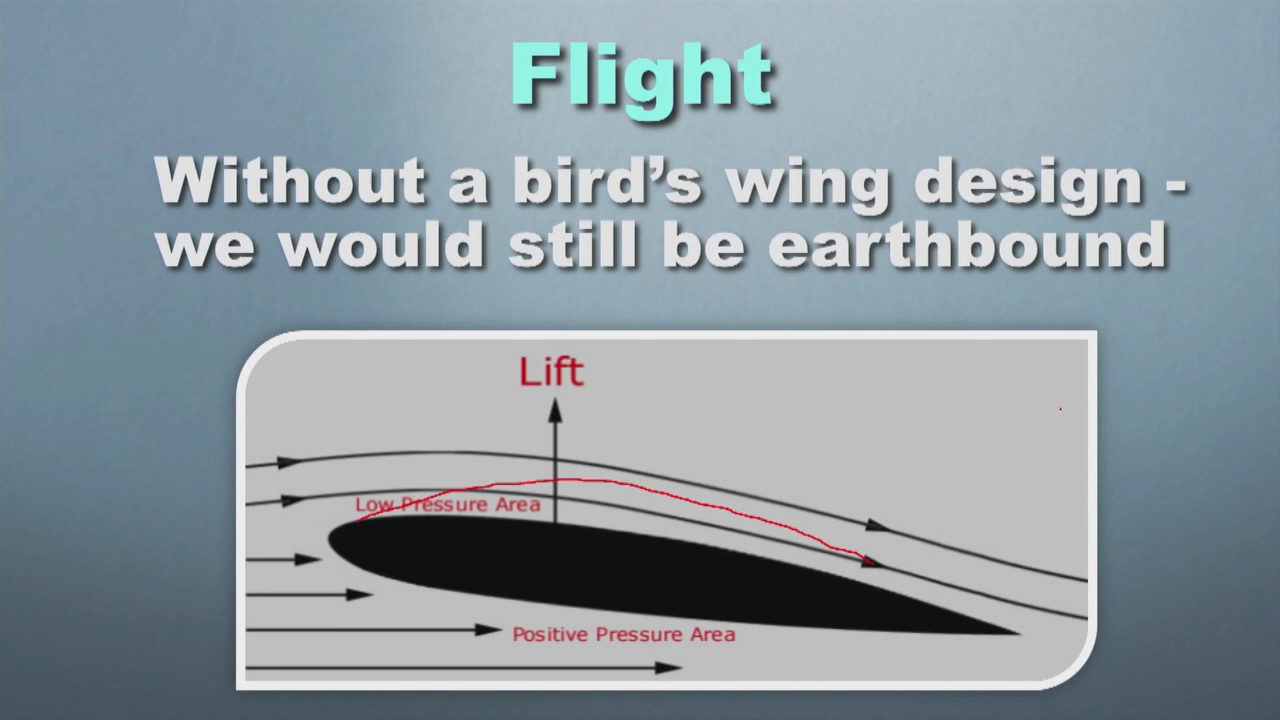 Flight
Without a bird’s wing design -
we would still be earthbound
Lift
Low Pressure Area
Positive Pressure Area